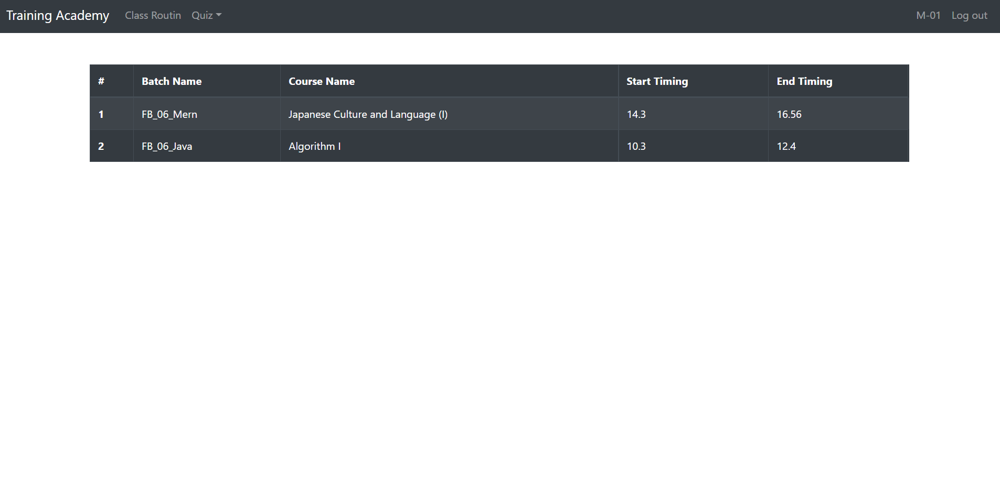 Training Academy Class Routin Quiz M-01 Log out
# Batch Name Course Name Start Timing End Timing
1 FB_06_Mern Japanese Culture and Language (I) 14.3 16.56
2 FB_06_Java Algorithm I 10.3 12.4